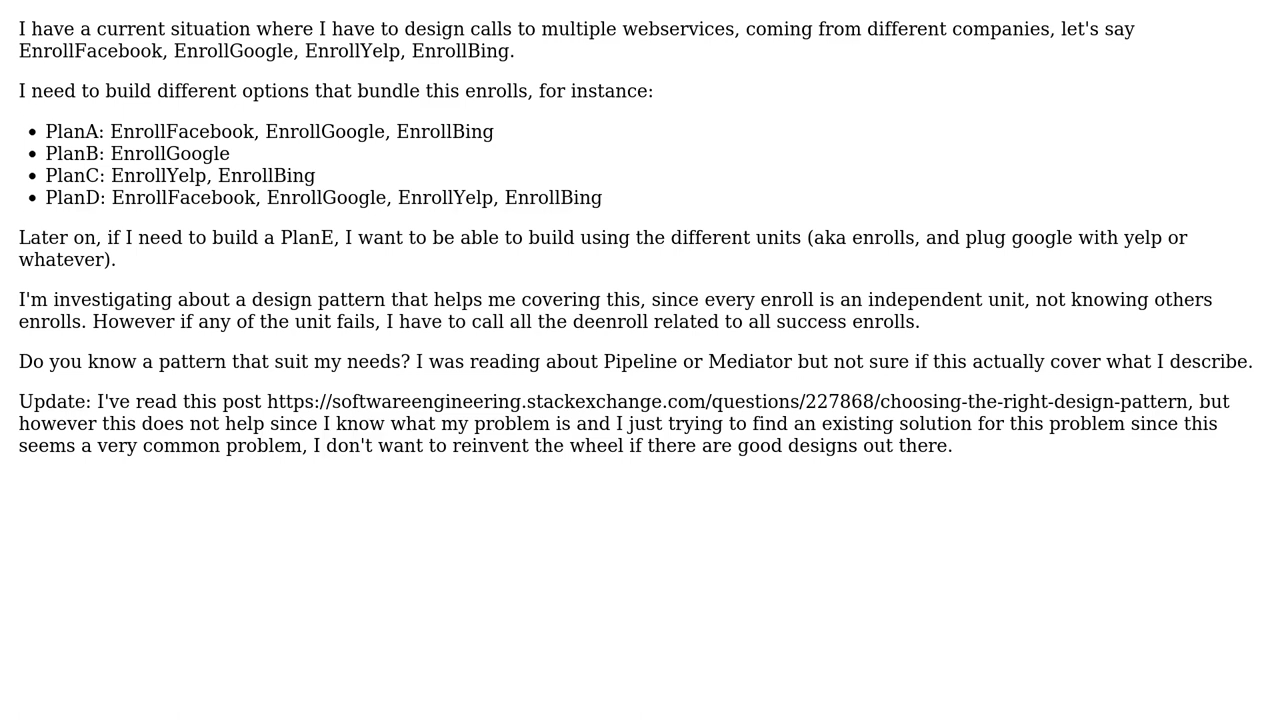 I have a current situation where I have to design calls to multiple webservices, coming from different companies, let's say
EnrollFacebook, EnrollGoogle, EnrollYelp, EnrollBing.
I need to build different options that bundle this enrolls, for instance:
• PlanA: EnrollFacebook, EnrollGoogle, EnrollBing
• PlanB: EnrollGoogle
• PlanC: EnrollYelp, EnrollBing
• PlanD: EnrollFacebook, EnrollGoogle, EnrollYelp, EnrollBing
Later on, if I need to build a PlanE, I want to be able to build using the different units (aka enrolls, and plug google with yelp or
whatever).
I'm investigating about a design pattern that helps me covering this, since every enroll is an independent unit, not knowing others
enrolls. However if any of the unit fails, I have to call all the deenroll related to all success enrolls.
Do you know a pattern that suit my needs? I was reading about Pipeline or Mediator but not sure if this actually cover what I describe.
Update: I've read this post https://softwareengineering.stackexchange.com/questions/227868/choosing-the-right-design-pattern, but
however this does not help since I know what my problem is and I just trying to find an existing solution for this problem since this
seems a very common problem, I don't want to reinvent the wheel if there are good designs out there.